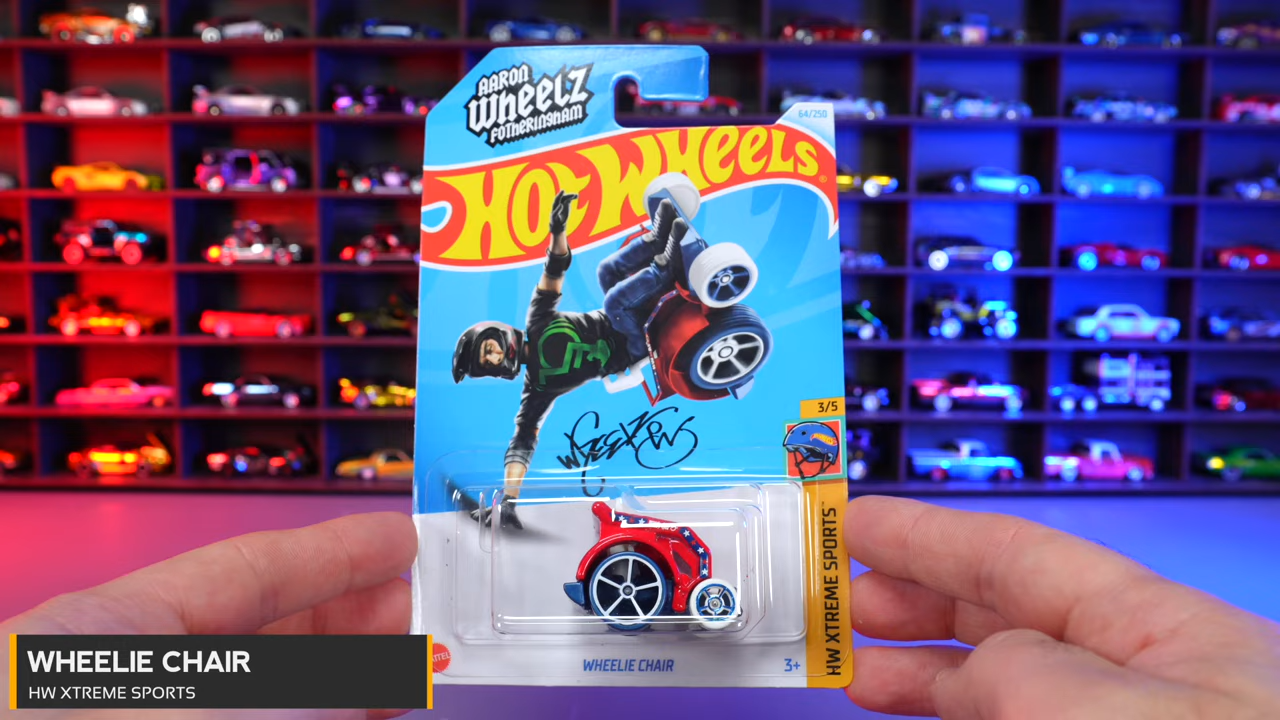 AARON
WHEELZ
FOTHERINGHAM
64/250
HOT WHEELS®
3/5
HW XTREME SPORTS™
WHEELIE CHAIR
3+
WHEELIE CHAIR
HW XTREME SPORTS